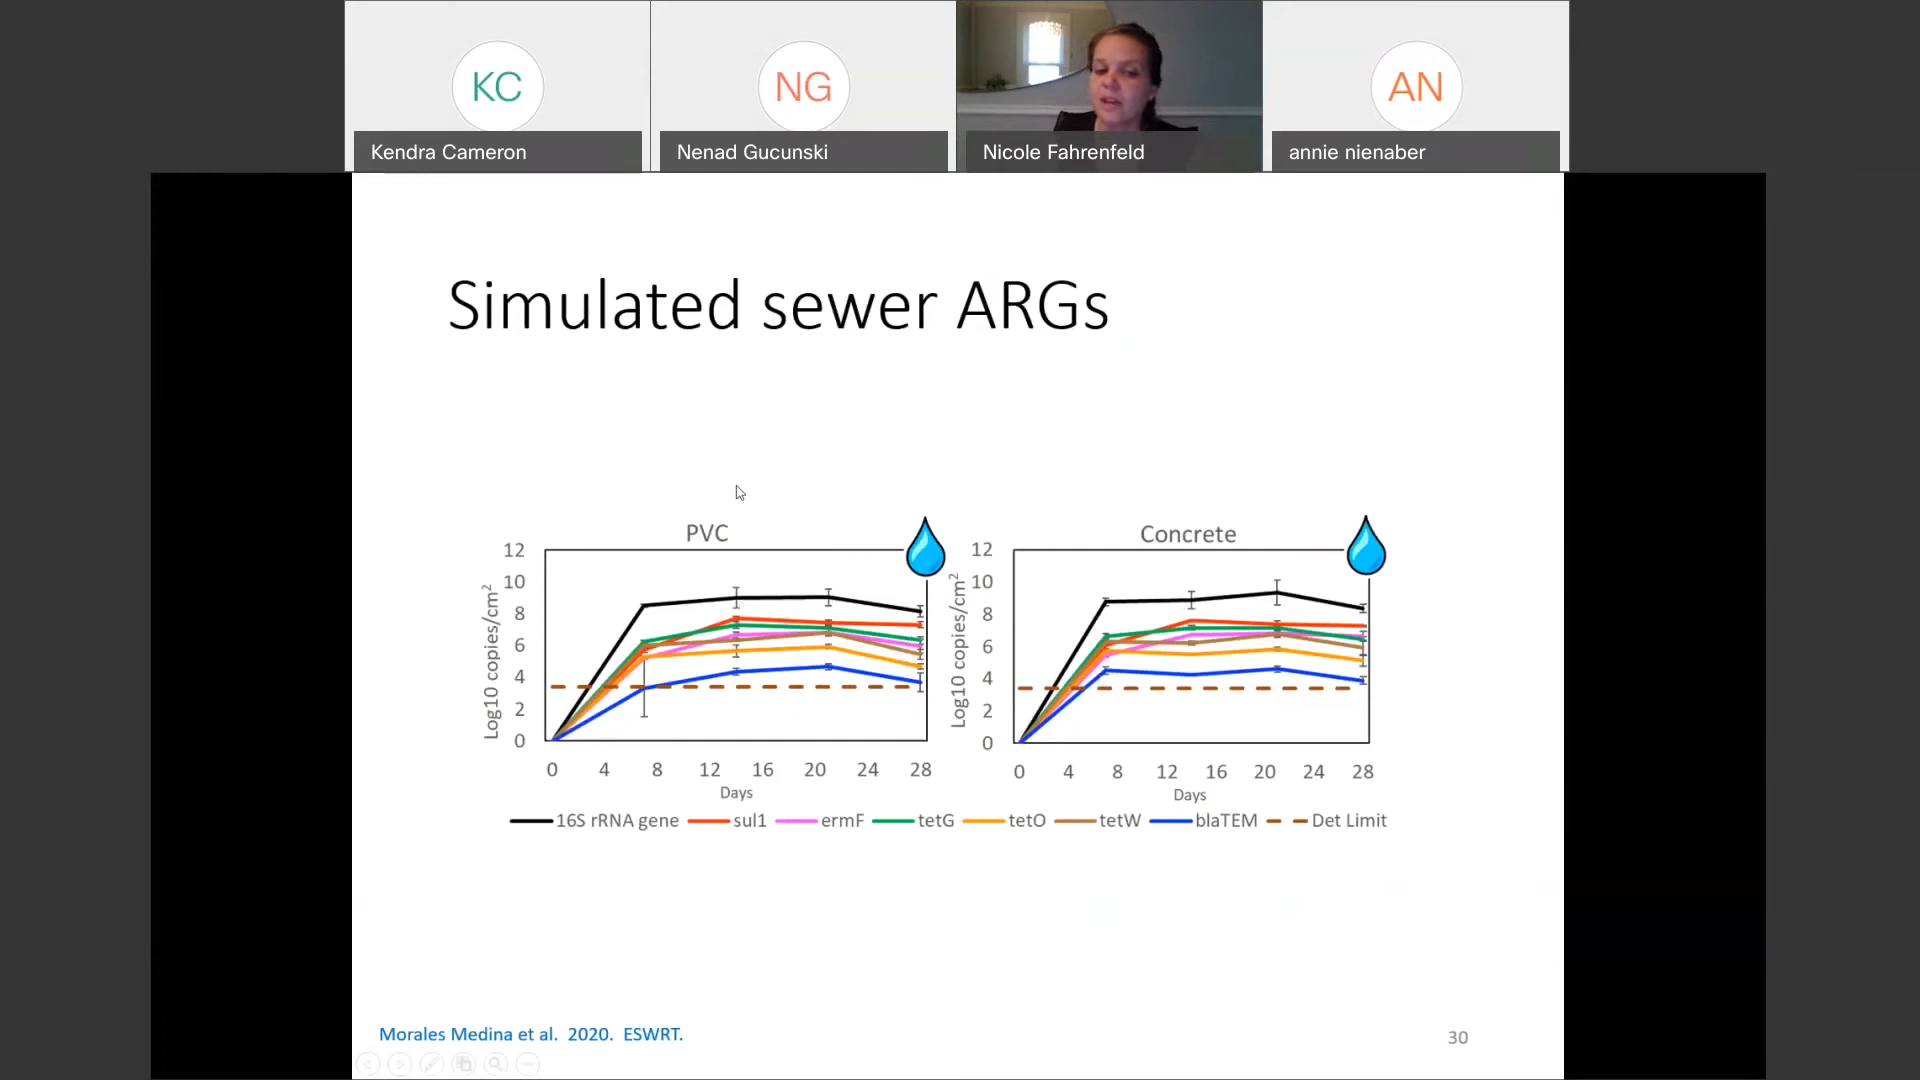 KC
NG
AN
Kendra Cameron
Nenad Gucunski
Nicole Fahrenfeld
annie nienaber
Simulated sewer ARGs
PVC
12
10
8
6
4
2
0
Log10 copies/cm2
0 4 8 12 16 20 24 28
Days
Concrete
12
10
8
6
4
2
0
Log10 copies/cm2
0 4 8 12 16 20 24 28
Days
16S rRNA gene sul1 ermF tetG tetO tetW blaTEM Det Limit
Morales Medina et al. 2020. ESWRT.
30